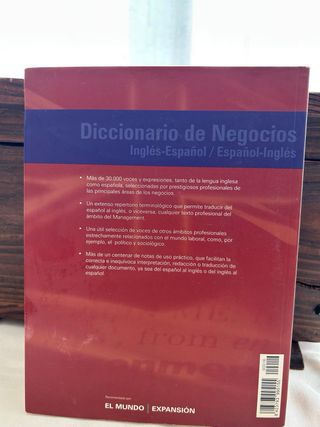 Diccionario de Negocios
Inglés-Español / Español-Inglés
• Más de 30.000 voces y expresiones, tanto de la lengua inglesa
como española, seleccionadas por prestigiosos profesionales de
las principales áreas de los negocios.
• Un extenso repertorio terminológico que permite traducir del
español al inglés, o viceversa, cualquier texto profesional del
ámbito del Management.
• Una util selección de voces de otros ámbitos profesionales
estrechamente relacionados con el mundo laboral, como, por
ejemplo, el político y sociológico.
• Más de un centenar de notas de uso práctico, que facilitan la
correcta e inequívoca interpretación, redacción o traducción de
cualquier documento, ya sea del español al inglés o del inglés al
español.
from
Recomendado por
EL MUNDO | EXPANSIÓN